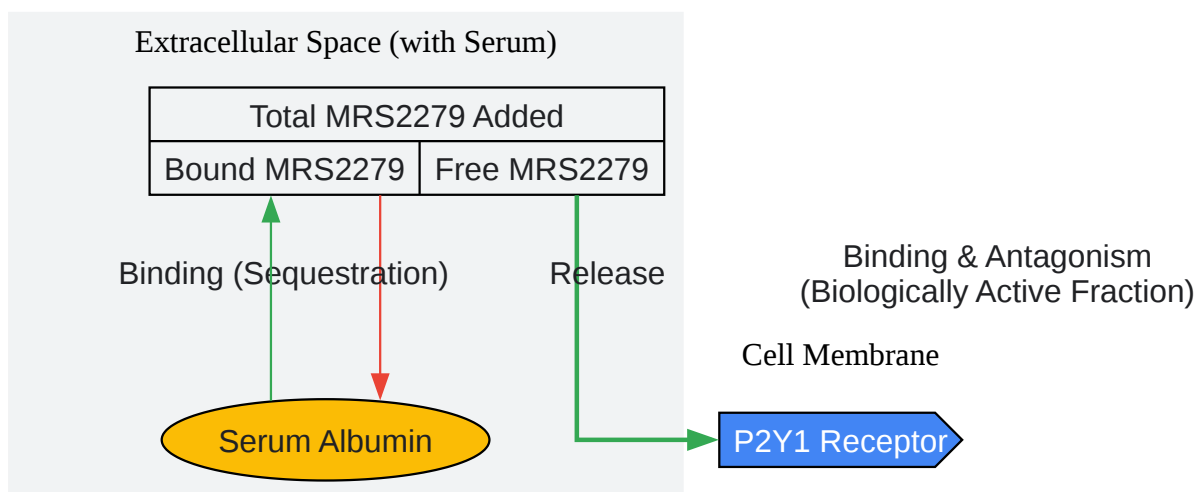 Extracellular Space (with Serum)
Total MRS2279 Added
Bound MRS2279
Free MRS2279
Binding (Sequestration)
Release
Binding & Antagonism
(Biologically Active Fraction)
Cell Membrane
Serum Albumin
P2Y1 Receptor